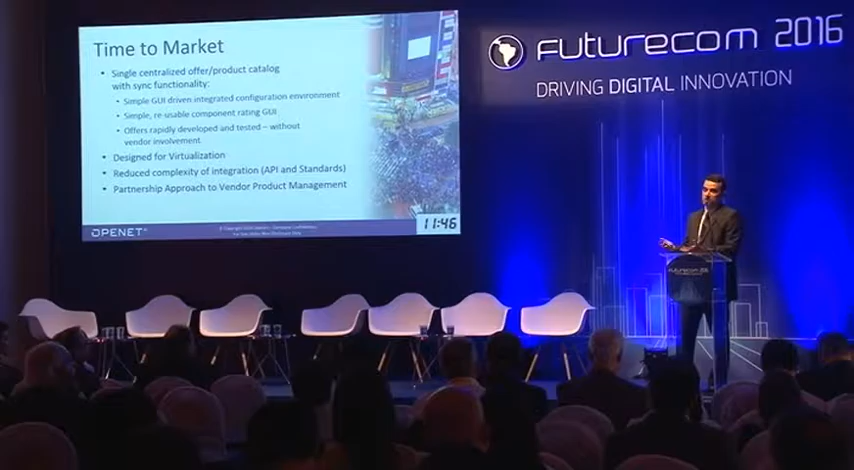 Time to Market
• Single centralized offer/product catalog
with sync functionality:
• Simple GUI driven integrated configuration environment
• Simple, re-usable component rating GUI
• Offers rapidly developed and tested – without
vendor involvement
• Designed for Virtualization
• Reduced complexity of integration (API and Standards)
• Partnership Approach to Vendor Product Management
OPENET
11:46
FUTURECOM 2016
DRIVING DIGITAL INNOVATION
FUTURECOM